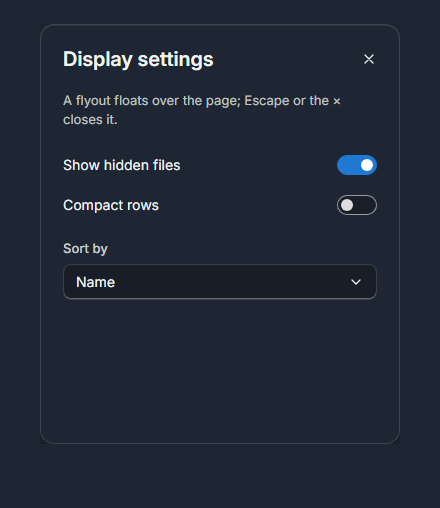 Display settings
A flyout floats over the page; Escape or the ×
closes it.
Show hidden files
Compact rows
Sort by
Name